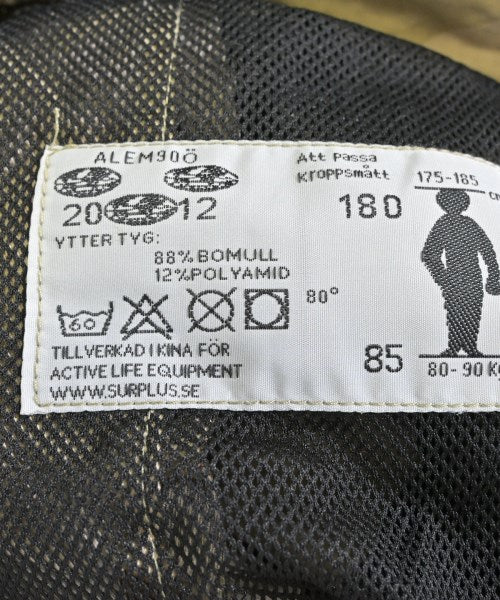 ALEM90Ö
20 12
YTTER TYG:
88% BOMULL
12% POLYAMID
60
80°
TILLVERKAD I KINA FÖR
ACTIVE LIFE EQUIPMENT
WWW.SURPLUS.SE
Att Passa
Kroppsmått
175-185
180
85
80-90